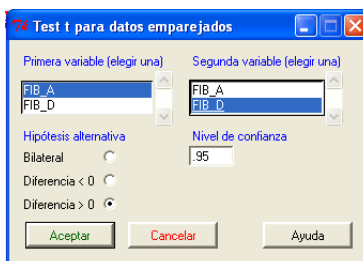 Test t para datos emparejados
Primera variable (elegir una)
Segunda variable (elegir una)
FIB_A
FIB_D
FIB_A
FIB_D
Hipótesis alternativa
Nivel de confianza
Bilateral
.95
Diferencia < 0
Diferencia > 0
Aceptar
Cancelar
Ayuda